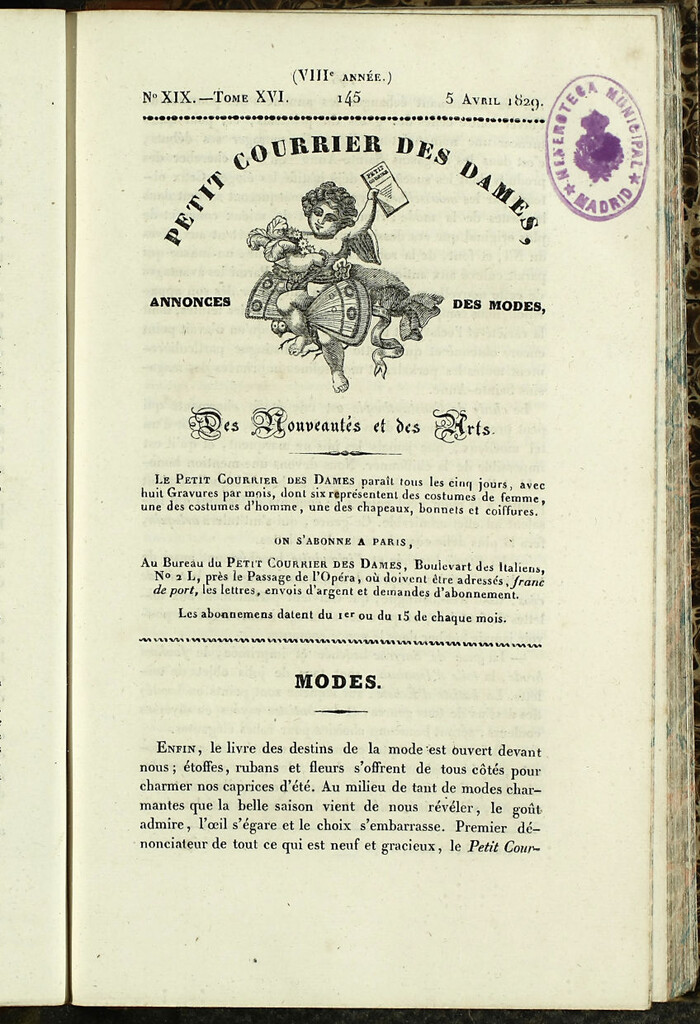 (VIIIe ANNÉE.)
No XIX.—TOME XVI. 145 5 AVRIL 1829.
HEMEROTECA MUNICIPAL
★ MADRID ★
PETIT COURRIER DES DAMES,
PETIT COURRIER
ANNONCES DES MODES,
Des Nouveautés et des Arts.
LE PETIT COURRIER DES DAMES paraît tous les cinq jours, avec
huit Gravures par mois, dont six représentent des costumes de femme,
une des costumes d'homme, une des chapeaux, bonnets et coiffures.
ON S'ABONNE A PARIS,
Au Bureau du PETIT COURRIER DES DAMES, Boulevart des Italiens,
No 2 L, près le Passage de l'Opéra, où doivent être adressés, franc
de port, les lettres, envois d'argent et demandes d'abonnement.
Les abonnemens datent du 1er ou du 15 de chaque mois.
MODES.
ENFIN, le livre des destins de la mode est ouvert devant
nous; étoffes, rubans et fleurs s'offrent de tous côtés pour
charmer nos caprices d'été. Au milieu de tant de modes char-
mantes que la belle saison vient de nous révéler, le goût
admire, l'œil s'égare et le choix s'embarrasse. Premier dé-
nonciateur de tout ce qui est neuf et gracieux, le Petit Cour-